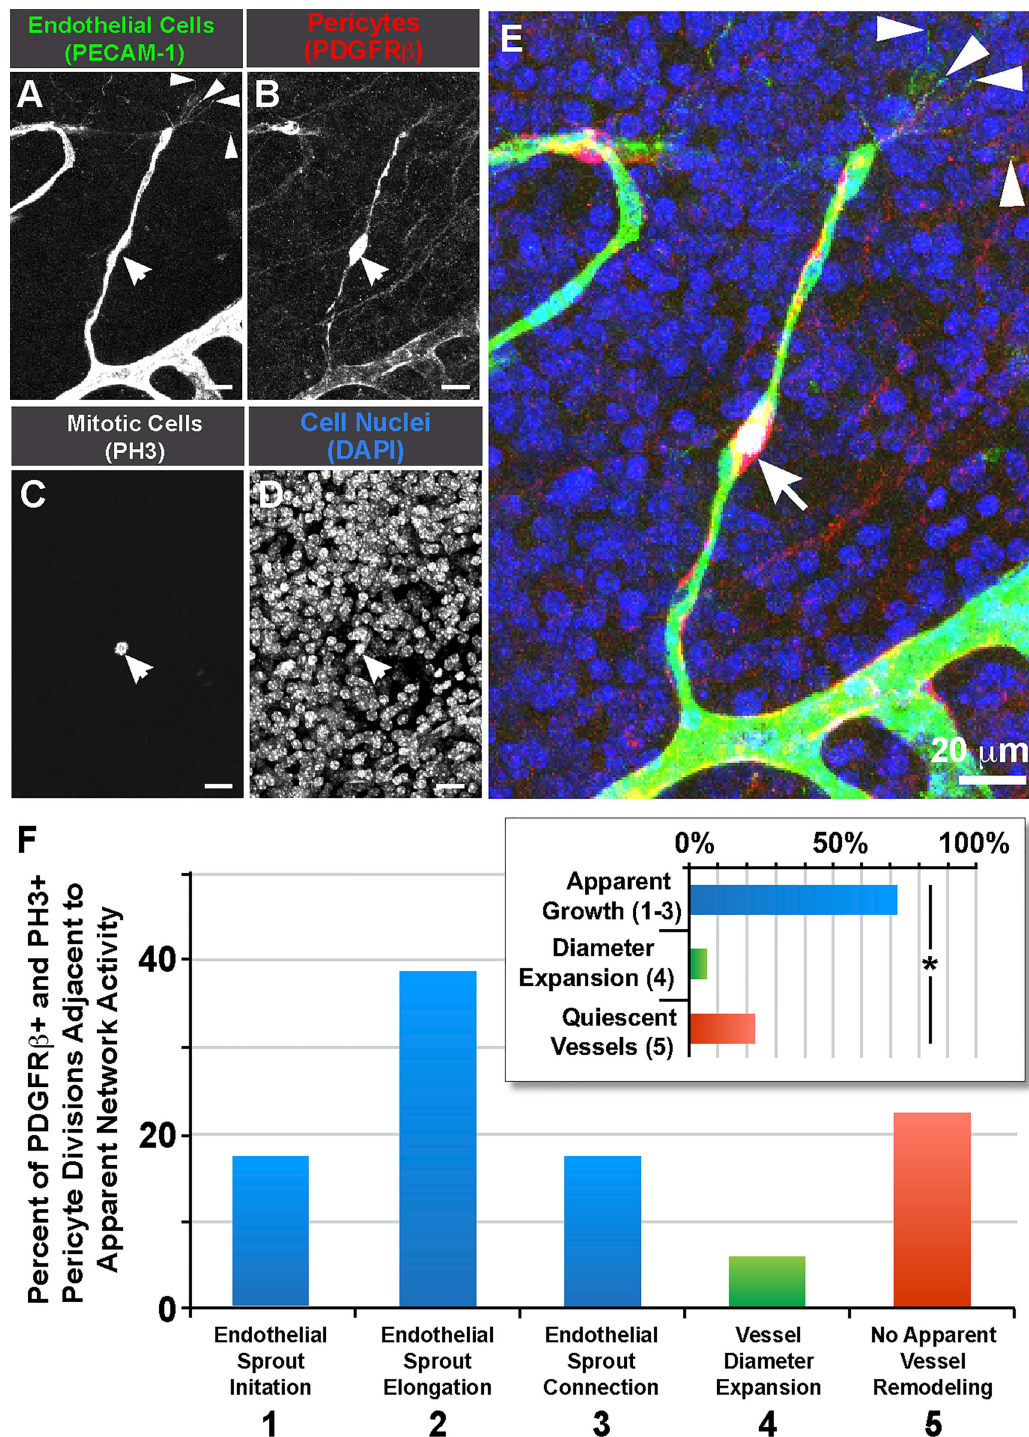 Endothelial Cells
(PECAM-1)
Pericytes
(PDGFRβ)
A
B
E
Mitotic Cells
(PH3)
Cell Nuclei
(DAPI)
C
D
20 μm
F
Percent of PDGFRβ+ and PH3+
Pericyte Divisions Adjacent to
Apparent Network Activity
40
20
0
0%
50%
100%
Apparent
Growth (1-3)
Diameter
Expansion (4)
Quiescent
Vessels (5)
*
Endothelial
Sprout
Initation
1
Endothelial
Sprout
Elongation
2
Endothelial
Sprout
Connection
3
Vessel
Diameter
Expansion
4
No Apparent
Vessel
Remodeling
5